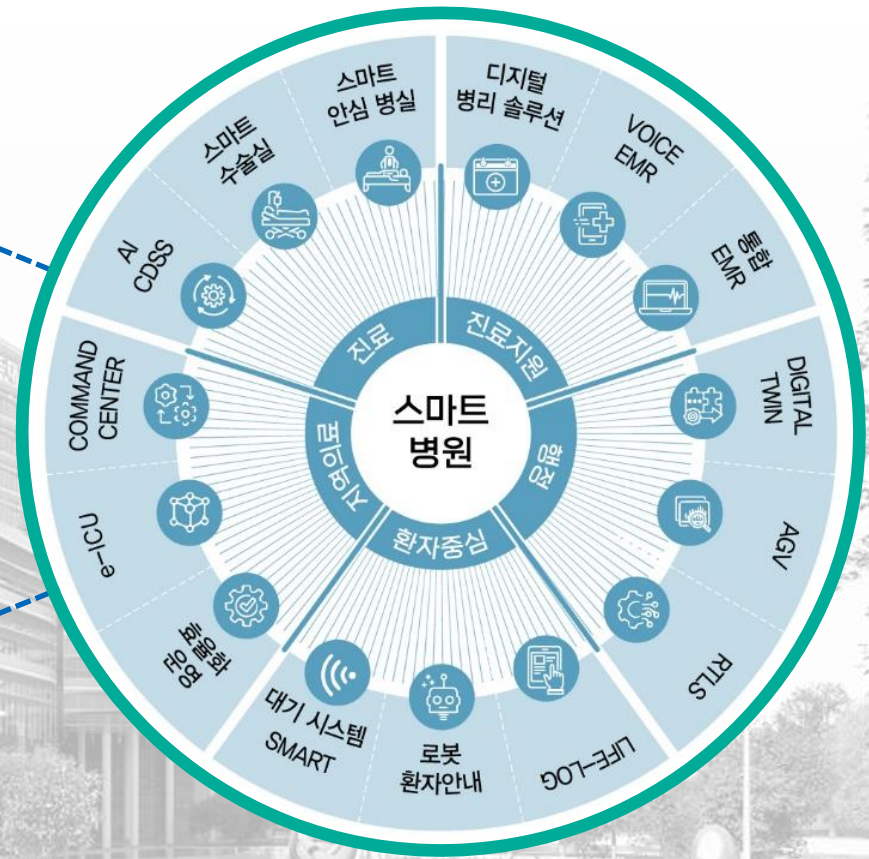 스마트
병원
진료
진료지원
행정
환자중심
지역의료
스마트
안심 병실
스마트
수술실
AI
CDSS
디지털
병리 솔루션
VOICE
EMR
통합
EMR
DIGITAL
TWIN
AGV
RTLS
LIFE-LOG
로봇
환자안내
대기 시스템
SMART
효율화
운영
e-ICU
COMMAND
CENTER